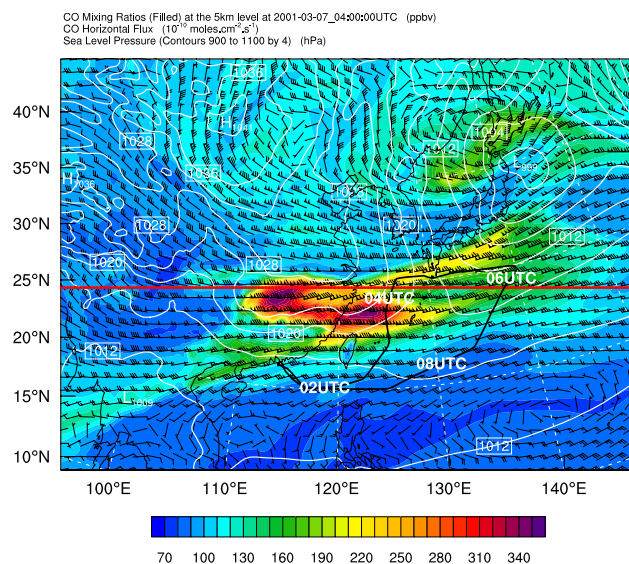 CO Mixing Ratios (Filled) at the 5km level at 2001-03-07_04:00:00UTC (ppbv)
CO Horizontal Flux (10⁻¹⁰ moles.cm⁻².s⁻¹)
Sea Level Pressure (Contours 900 to 1100 by 4) (hPa)
1036
40°N
1004
1028
1012
35°N
1036
30°N
1028
1020
1012
1020
1028
25°N
06UTC
04UTC
20°N
1020
1012
08UTC
02UTC
15°N
1012
10°N
100°E 110°E 120°E 130°E 140°E
70 100 130 160 190 220 250 280 310 340